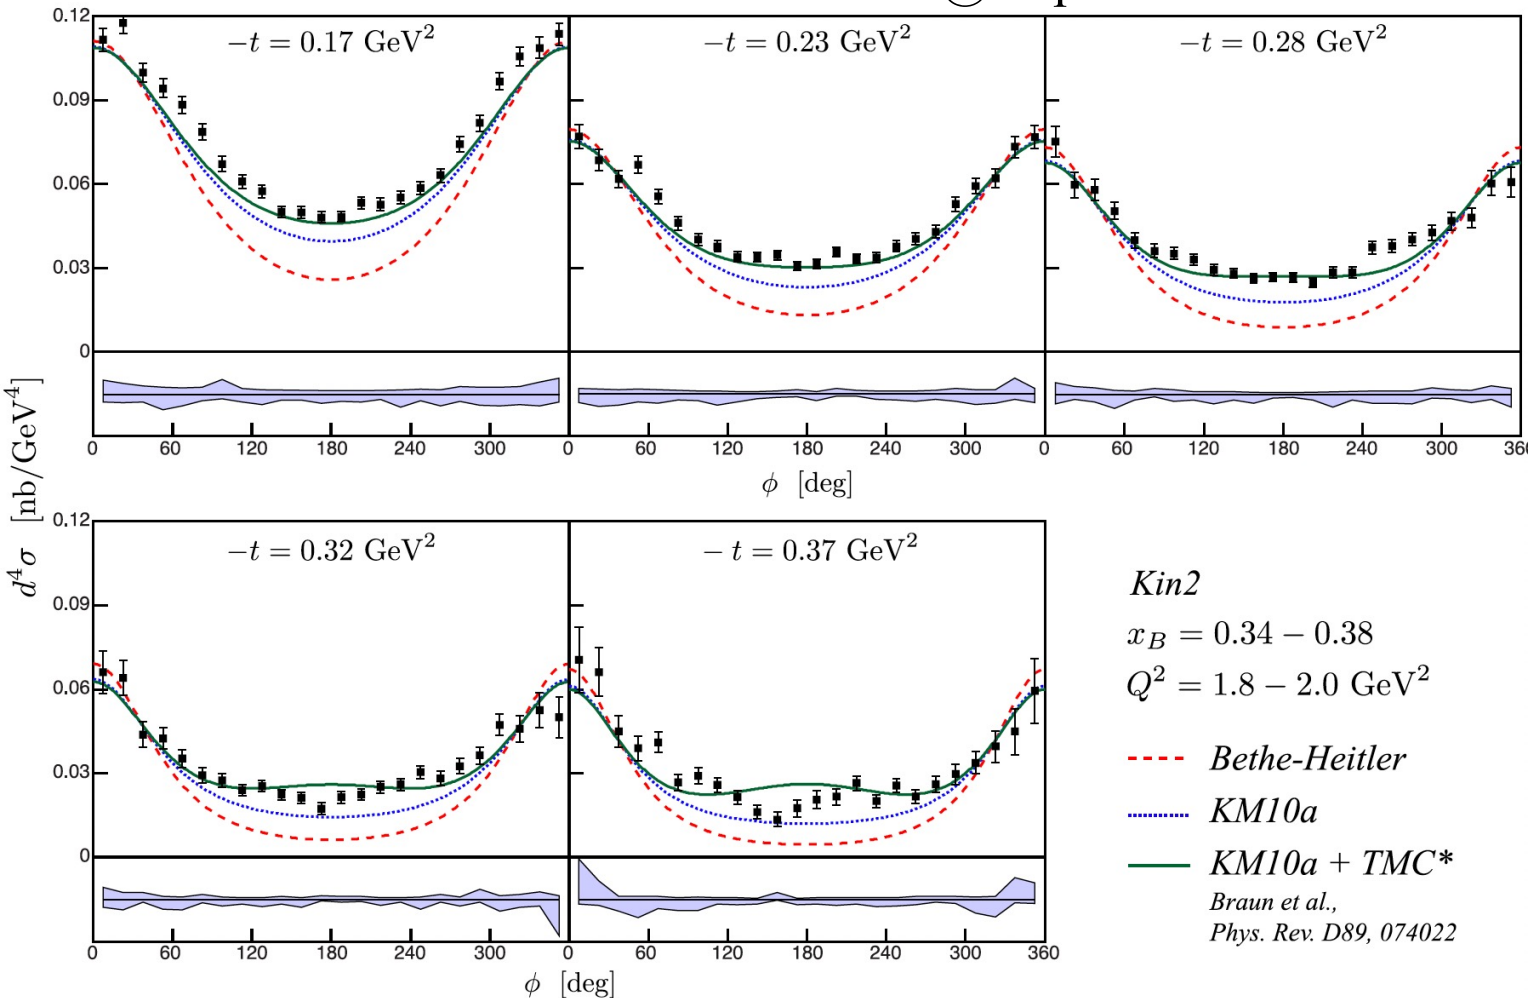 −t = 0.17 GeV²
−t = 0.23 GeV²
−t = 0.28 GeV²
0.12
0.09
0.06
0.03
0
0 60 120 180 240 300 0 60 120 180 240 300 0 60 120 180 240 300 360
ϕ [deg]
d⁴σ [nb/GeV⁴]
−t = 0.32 GeV²
− t = 0.37 GeV²
0.12
0.09
0.06
0.03
0
0 60 120 180 240 300 0 60 120 180 240 300 360
ϕ [deg]
Kin2
x_B = 0.34 − 0.38
Q² = 1.8 − 2.0 GeV²
Bethe-Heitler
KM10a
KM10a + TMC*
Braun et al.,
Phys. Rev. D89, 074022